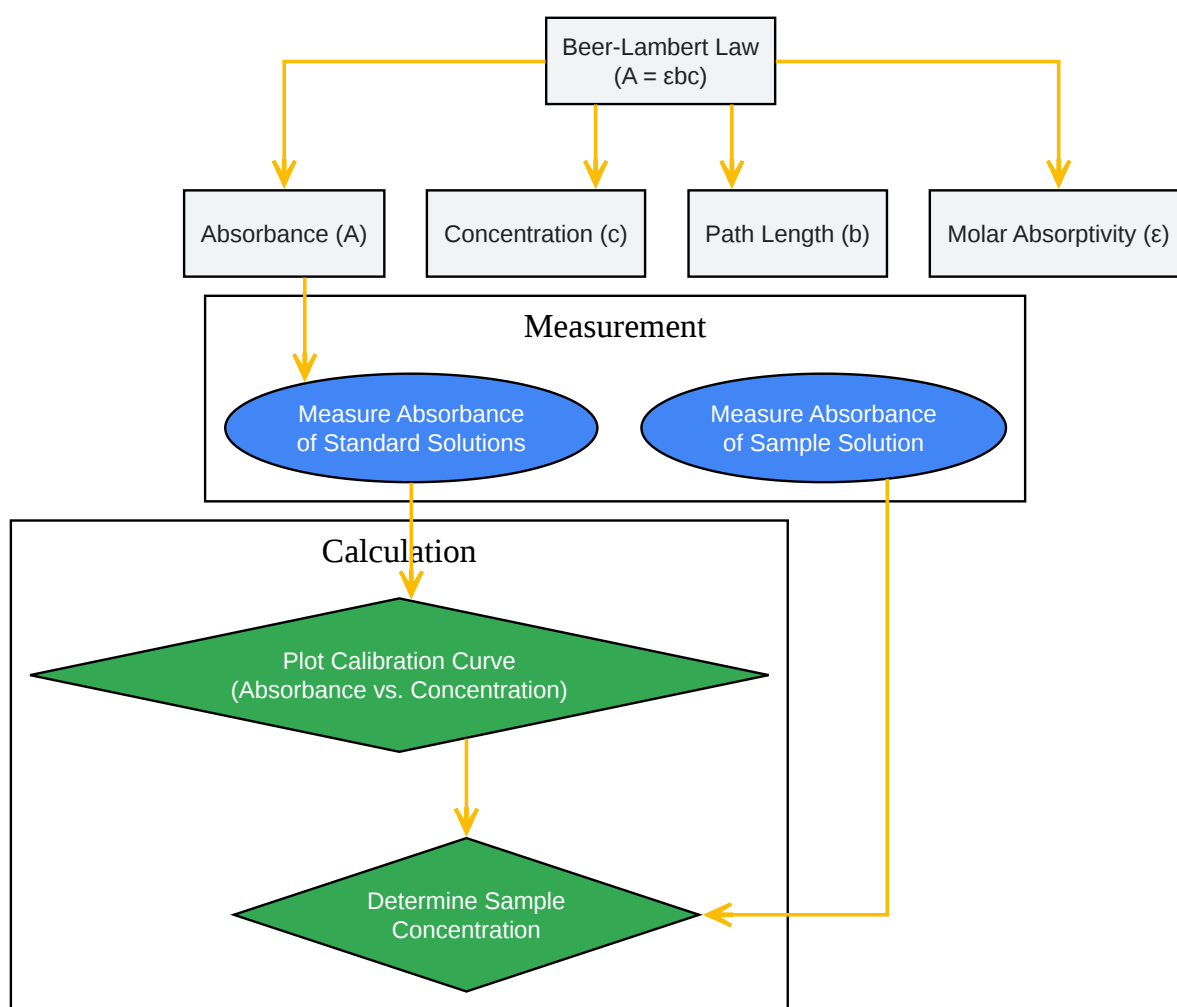 Beer-Lambert Law
(A = εbc)
Absorbance (A)
Concentration (c)
Path Length (b)
Molar Absorptivity (ε)
Measurement
Measure Absorbance
of Standard Solutions
Measure Absorbance
of Sample Solution
Calculation
Plot Calibration Curve
(Absorbance vs. Concentration)
Determine Sample
Concentration